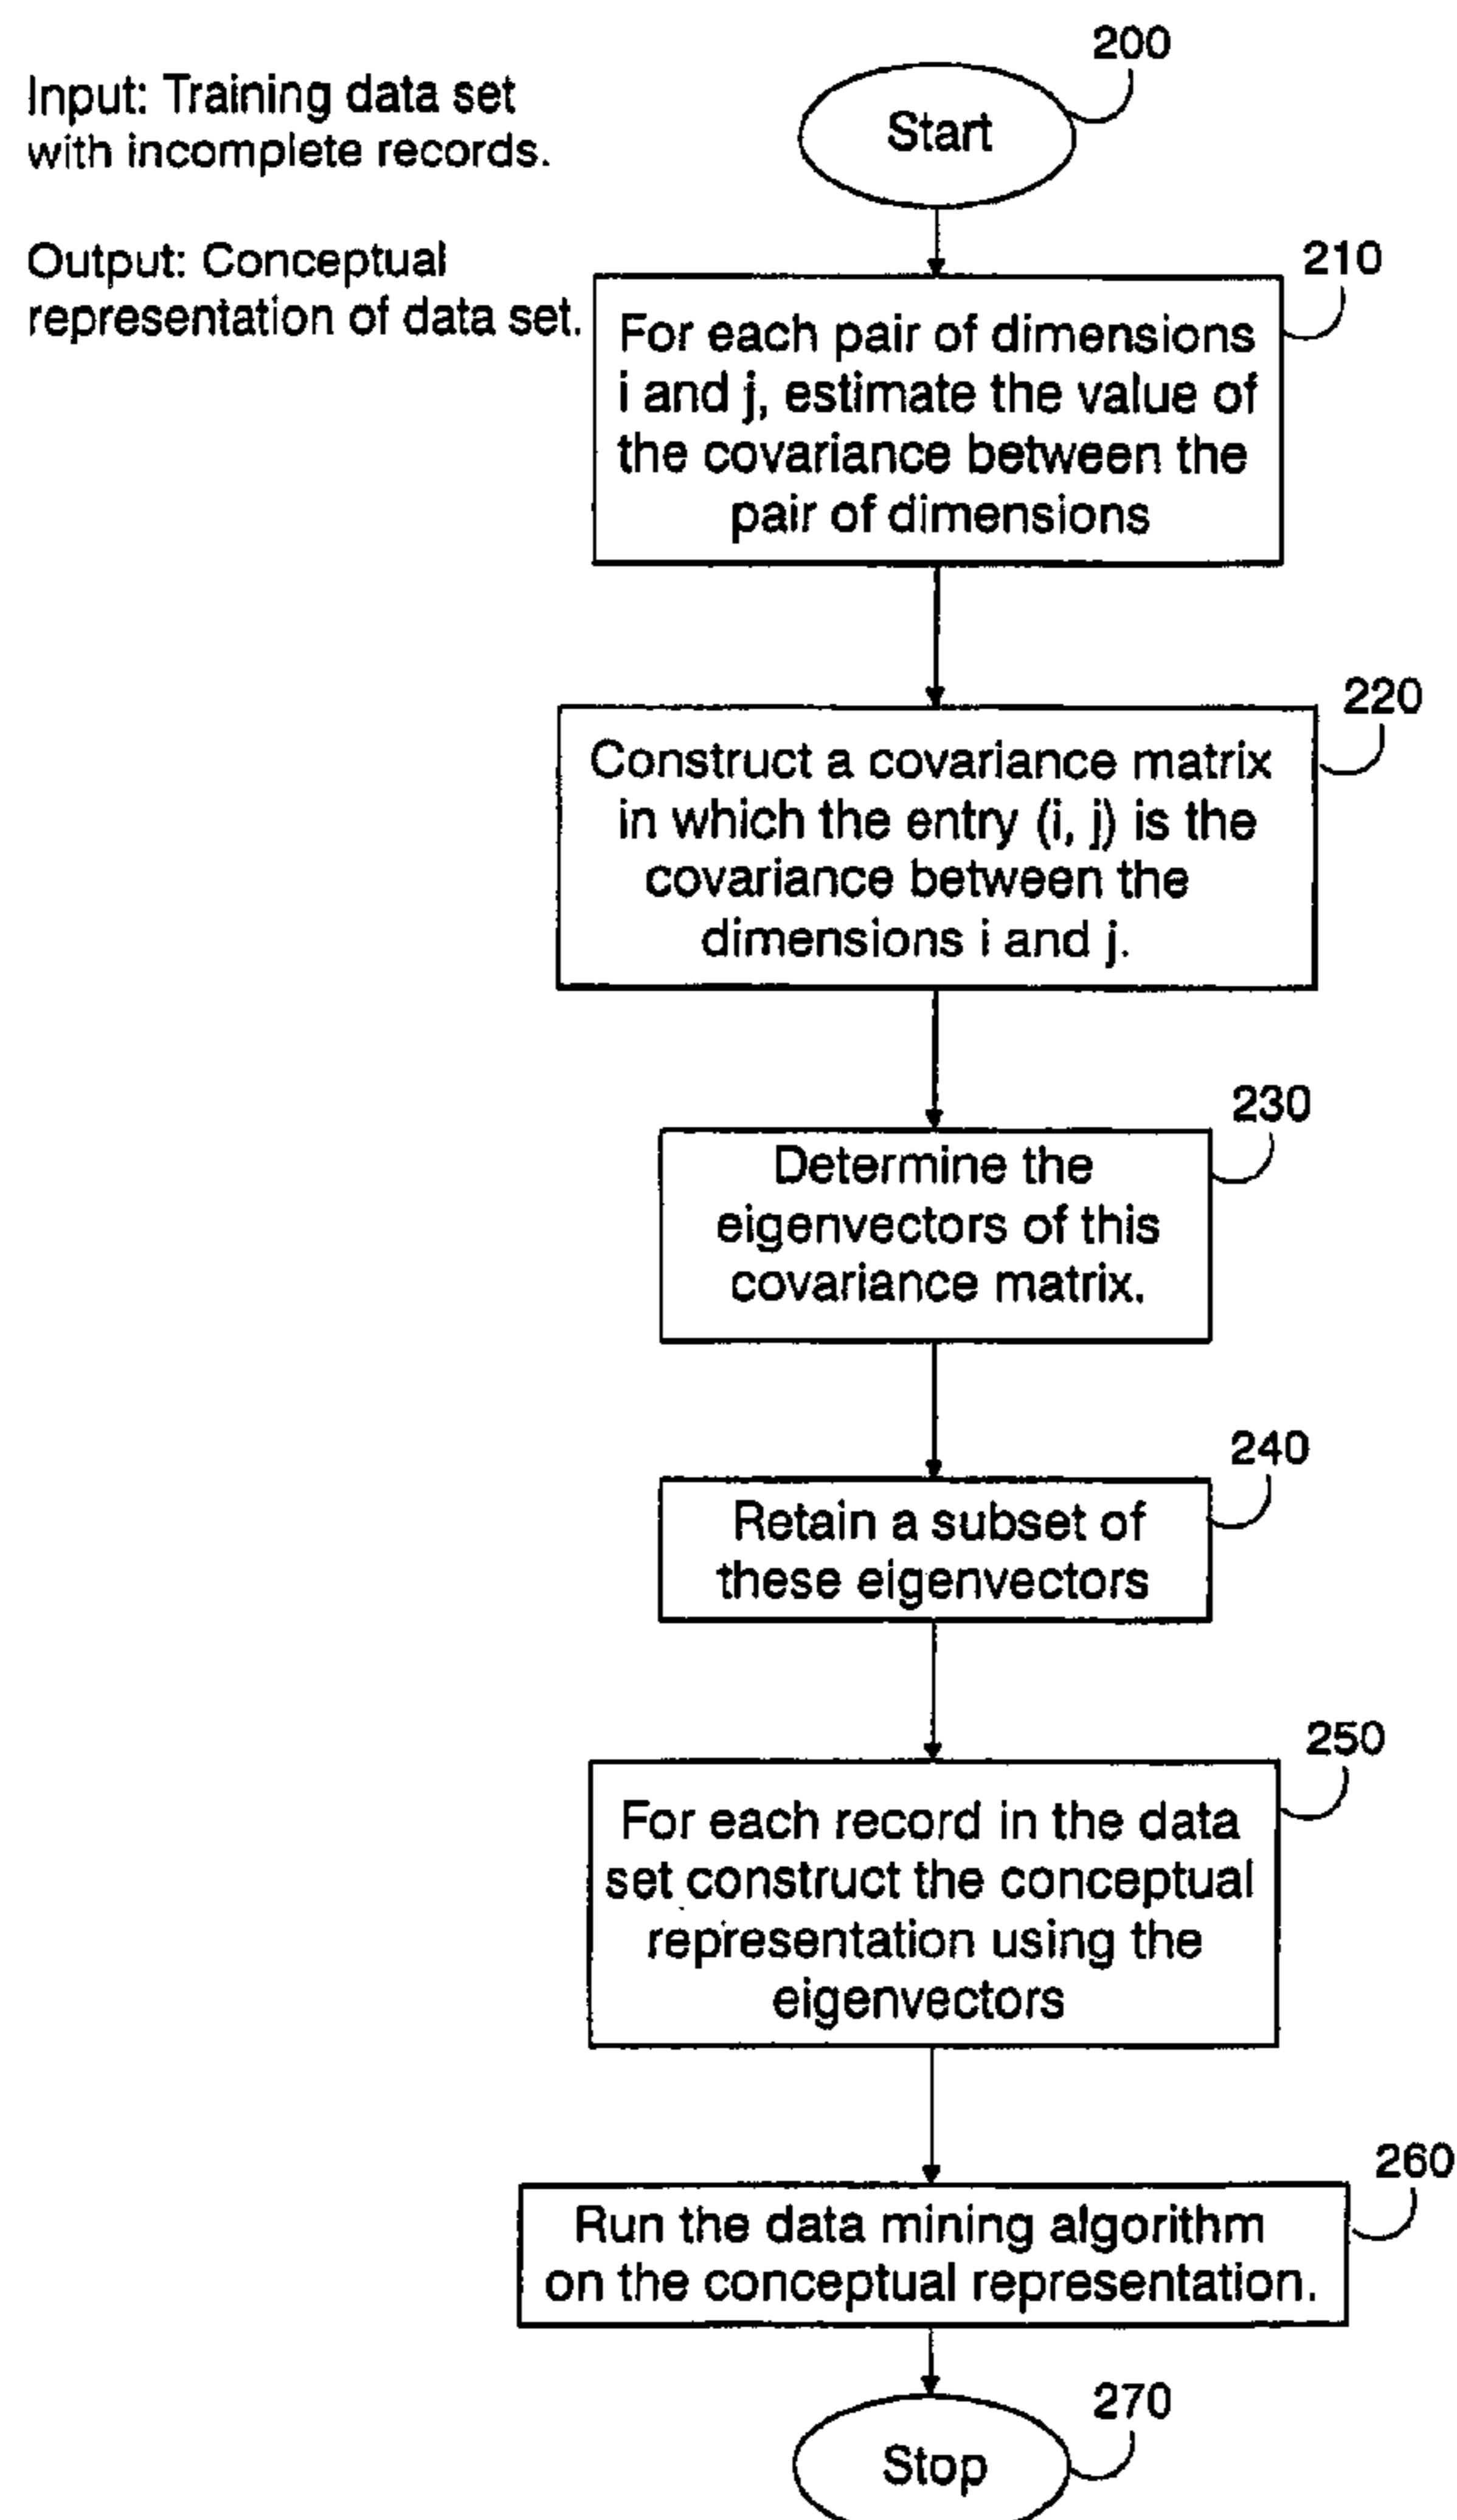 Input: Training data set
with incomplete records.
Output: Conceptual
representation of data set.
200
Start
210
For each pair of dimensions
i and j, estimate the value of
the covariance between the
pair of dimensions
220
Construct a covariance matrix
in which the entry (i, j) is the
covariance between the
dimensions i and j.
230
Determine the
eigenvectors of this
covariance matrix.
240
Retain a subset of
these eigenvectors
250
For each record in the data
set construct the conceptual
representation using the
eigenvectors
260
Run the data mining algorithm
on the conceptual representation.
270
Stop